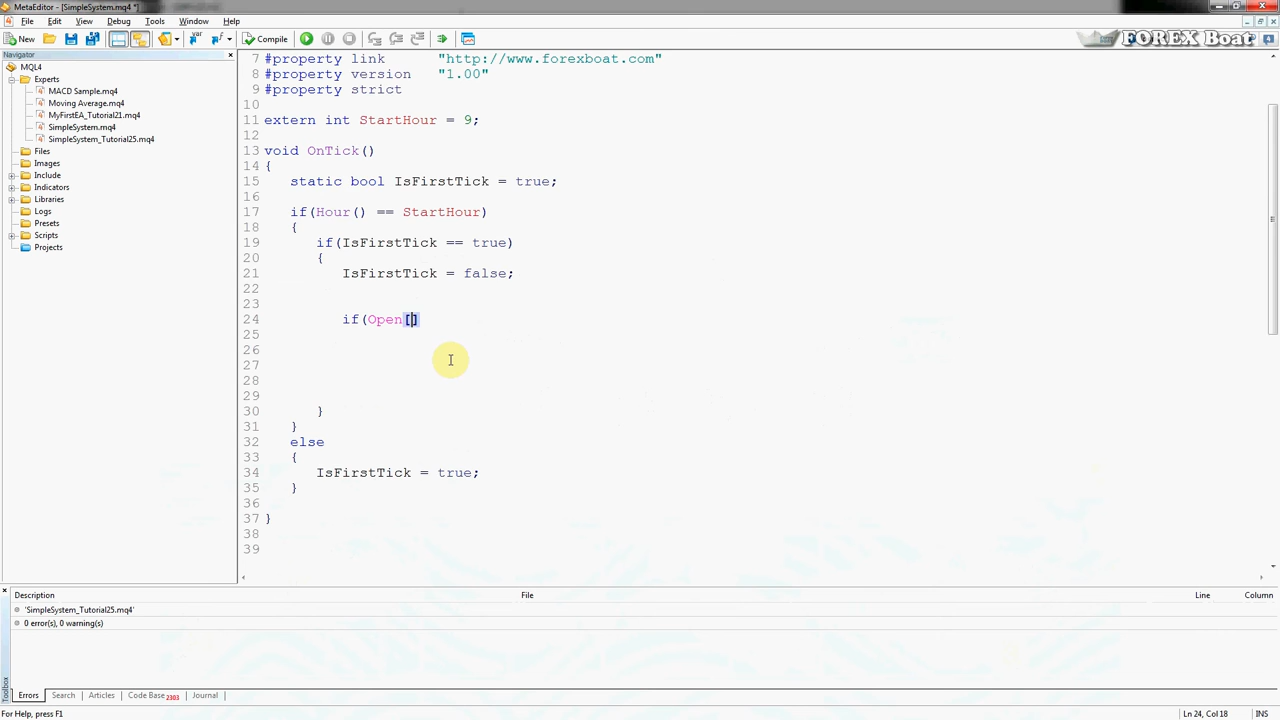 MetaEditor - [SimpleSystem.mq4 *]
File Edit View Debug Tools Window Help
New Compile FOREX Boat
Navigator
MQL4
Experts
MACD Sample.mq4
Moving Average.mq4
MyFirstEA_Tutorial21.mq4
SimpleSystem.mq4
SimpleSystem_Tutorial25.mq4
Files
Images
Include
Indicators
Libraries
Logs
Presets
Scripts
Projects
7 #property link "http://www.forexboat.com"
8 #property version "1.00"
9 #property strict
10
11 extern int StartHour = 9;
12
13 void OnTick()
14 {
15 static bool IsFirstTick = true;
16
17 if(Hour() == StartHour)
18 {
19 if(IsFirstTick == true)
20 {
21 IsFirstTick = false;
22
23
24 if(Open[]
25
26
27
28
29
30 }
31 }
32 else
33 {
34 IsFirstTick = true;
35 }
36
37 }
38
39
Description File Line Column
'SimpleSystem_Tutorial25.mq4'
0 error(s), 0 warning(s)
Toolbox
Errors Search Articles Code Base 2303 Journal
For Help, press F1 Ln 24, Col 18 INS